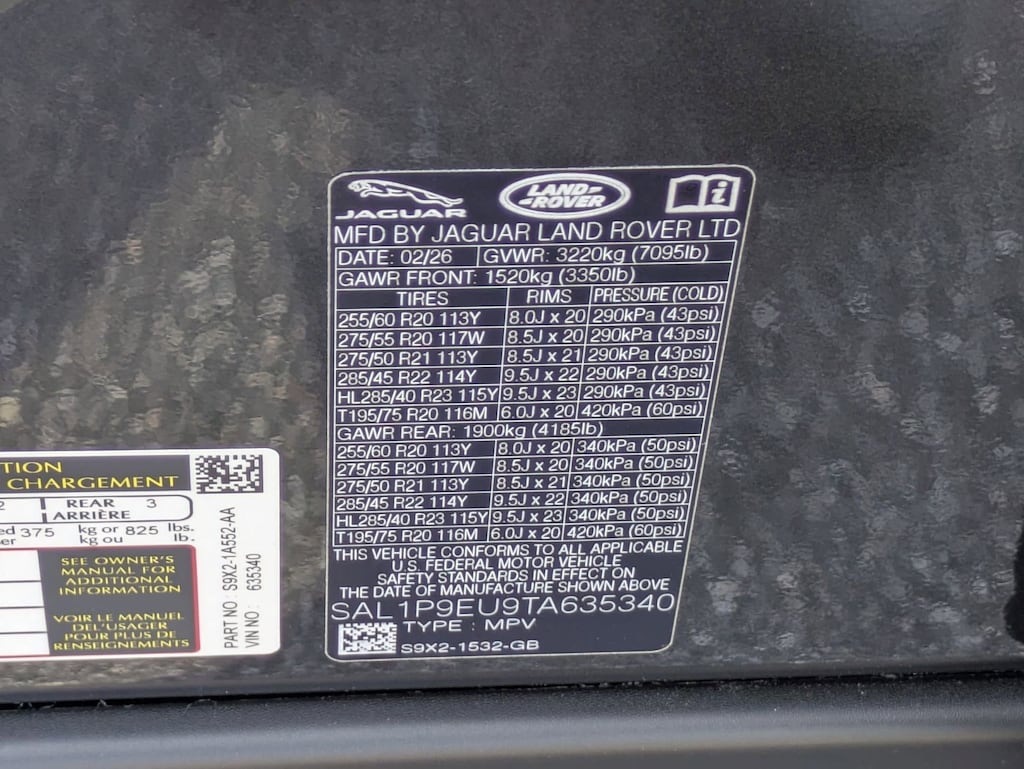 JAGUAR
LAND-
-ROVER
MFD BY JAGUAR LAND ROVER LTD
DATE: 02/26 GVWR: 3220kg (7095lb)
GAWR FRONT: 1520kg (3350lb)
TIRES RIMS PRESSURE (COLD)
255/60 R20 113Y 8.0J x 20 290kPa (43psi)
275/55 R20 117W 8.5J x 20 290kPa (43psi)
275/50 R21 113Y 8.5J x 21 290kPa (43psi)
285/45 R22 114Y 9.5J x 22 290kPa (43psi)
HL285/40 R23 115Y 9.5J x 23 290kPa (43psi)
T195/75 R20 116M 6.0J x 20 420kPa (60psi)
GAWR REAR: 1900kg (4185lb)
255/60 R20 113Y 8.0J x 20 340kPa (50psi)
275/55 R20 117W 8.5J x 20 340kPa (50psi)
275/50 R21 113Y 8.5J x 21 340kPa (50psi)
285/45 R22 114Y 9.5J x 22 340kPa (50psi)
HL285/40 R23 115Y 9.5J x 23 340kPa (50psi)
T195/75 R20 116M 6.0J x 20 420kPa (60psi)
THIS VEHICLE CONFORMS TO ALL APPLICABLE
U.S. FEDERAL MOTOR VEHICLE
SAFETY STANDARDS IN EFFECT ON
THE DATE OF MANUFACTURE SHOWN ABOVE
SAL1P9EU9TA635340
TYPE : MPV
S9X2-1532-GB
TION
CHARGEMENT
2 REAR 3
ARRIÈRE
ed 375 kg or 825 lbs.
er kg ou lb.
SEE OWNER'S
MANUAL FOR
ADDITIONAL
INFORMATION
VOIR LE MANUEL
DE L'USAGER
POUR PLUS DE
RENSEIGNEMENTS
PART NO : S9X2-1A552-AA
VIN NO : 635340